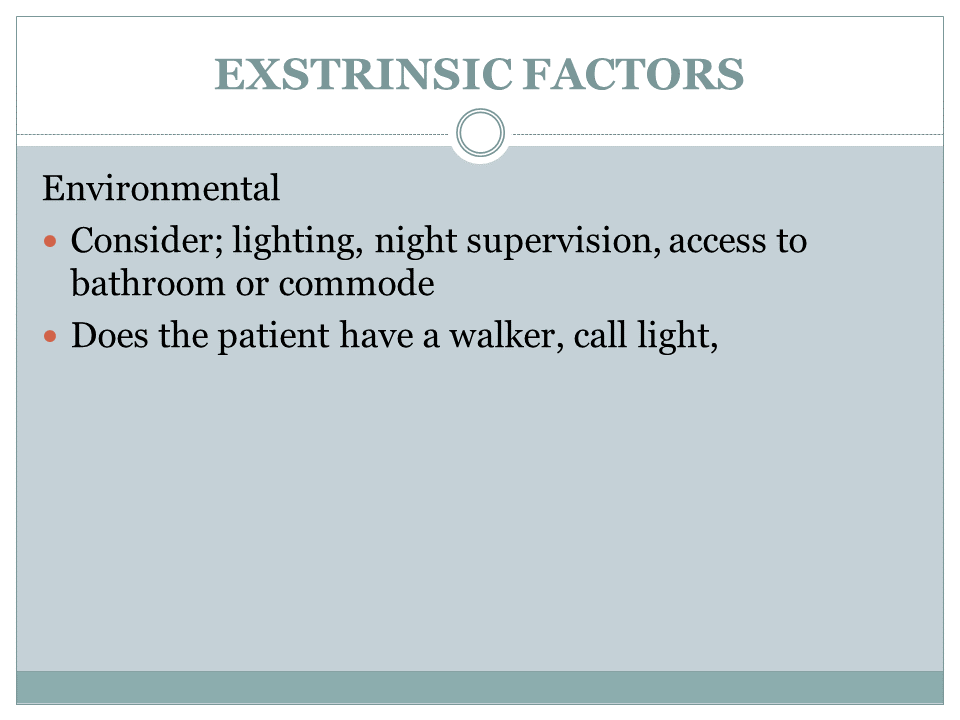 EXSTRINSIC FACTORS
Environmental
Consider; lighting, night supervision, access to
bathroom or commode
Does the patient have a walker, call light,